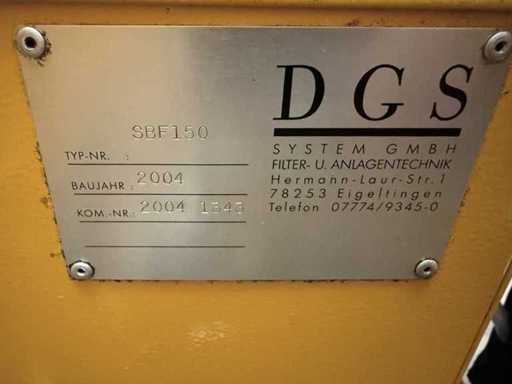 DGS
SYSTEM GMBH
FILTER- U. ANLAGENTECHNIK
Hermann-Laur-Str. 1
78253 Eigeltingen
Telefon 07774/9345-0
SBF150
TYP-NR. :
BAUJAHR : 2004
KOM.-NR.: 2004 1343